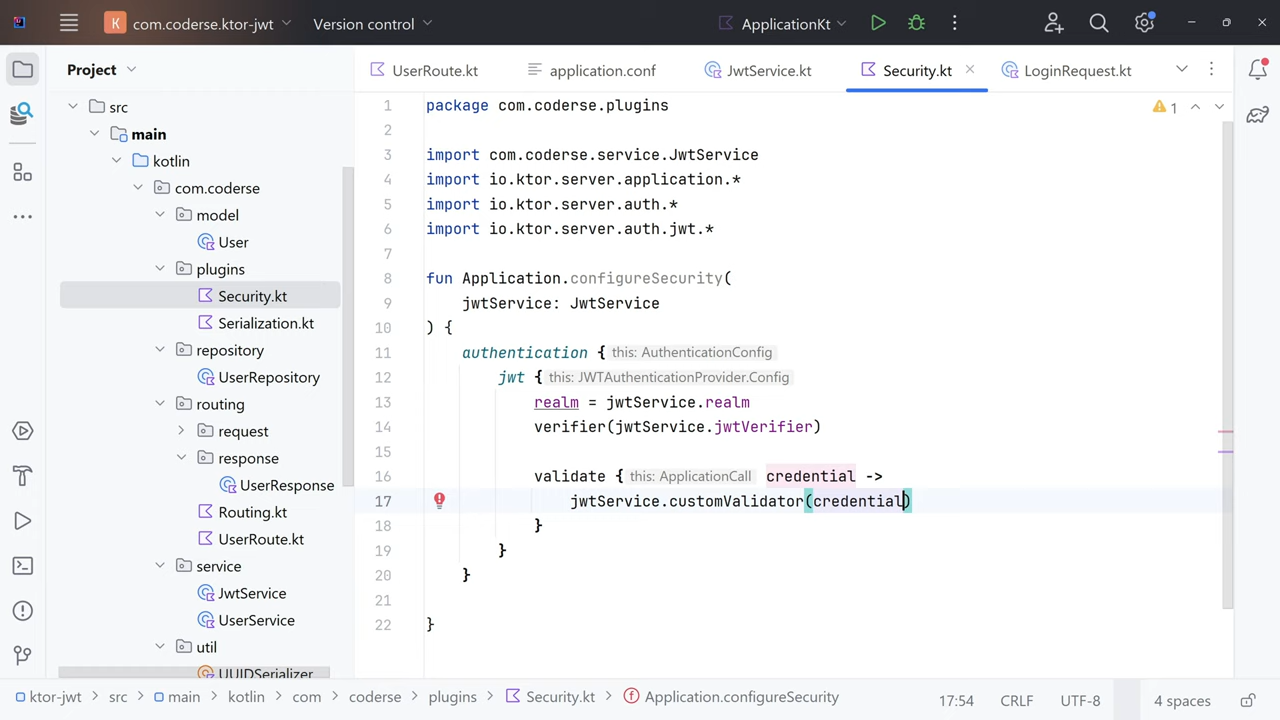 K com.coderse.ktor-jwt Version control ApplicationKt
Project
UserRoute.kt application.conf JwtService.kt Security.kt LoginRequest.kt
src
main
kotlin
com.coderse
model
User
plugins
Security.kt
Serialization.kt
repository
UserRepository
routing
request
response
UserResponse
Routing.kt
UserRoute.kt
service
JwtService
UserService
util
UUIDSerializer
1 package com.coderse.plugins
2
3 import com.coderse.service.JwtService
4 import io.ktor.server.application.*
5 import io.ktor.server.auth.*
6 import io.ktor.server.auth.jwt.*
7
8 fun Application.configureSecurity(
9 jwtService: JwtService
10 ) {
11 authentication { this: AuthenticationConfig
12 jwt { this: JWTAuthenticationProvider.Config
13 realm = jwtService.realm
14 verifier(jwtService.jwtVerifier)
15
16 validate { this: ApplicationCall credential ->
17 jwtService.customValidator(credential)
18 }
19 }
20 }
21
22 }
1
ktor-jwt > src > main > kotlin > com > coderse > plugins > Security.kt > Application.configureSecurity 17:54 CRLF UTF-8 4 spaces